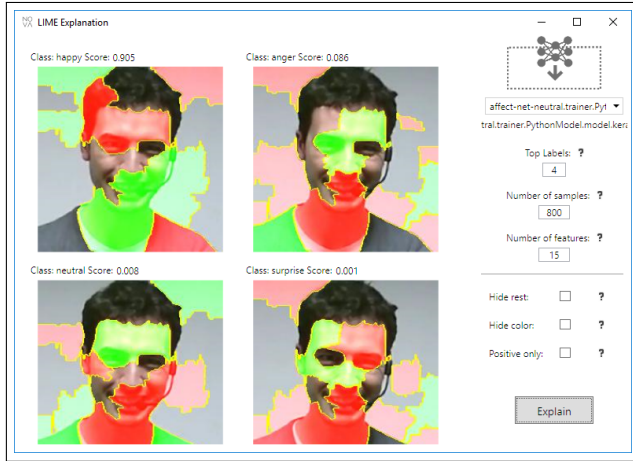 NOVA LIME Explanation
Class: happy Score: 0.905
Class: anger Score: 0.086
Class: neutral Score: 0.008
Class: surprise Score: 0.001
affect-net-neutral.trainer.Pyt
tral.trainer.PythonModel.model.kera
Top Labels: ?
4
Number of samples: ?
800
Number of features: ?
15
Hide rest: ?
Hide color: ?
Positive only: ?
Explain